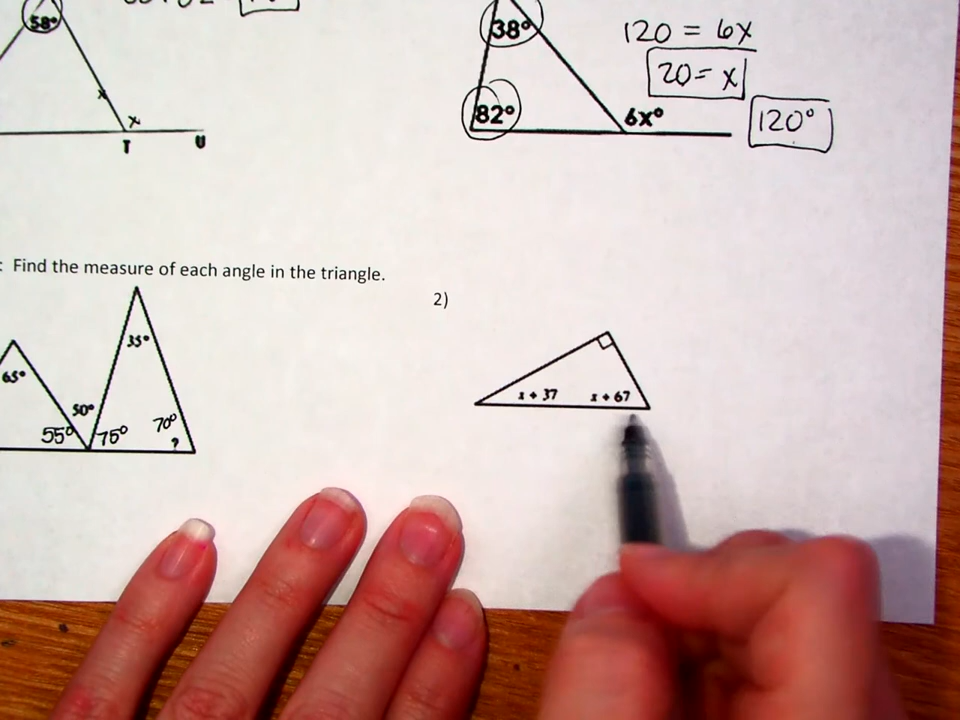 58°
x
T U
38°
82°
6x°
120 = 6x
20 = x
120°
: Find the measure of each angle in the triangle.
65°
50°
55°
75°
35°
70°
?
2)
x + 37 x + 67